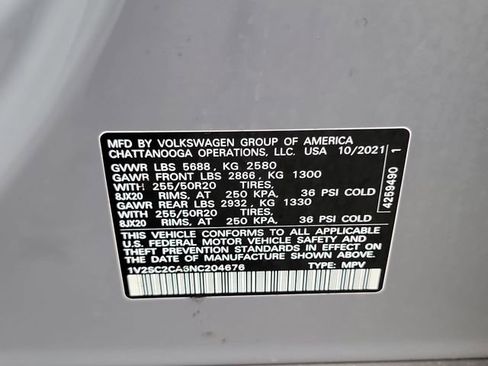 MFD BY VOLKSWAGEN GROUP OF AMERICA
CHATTANOOGA OPERATIONS, LLC. USA 10/2021
GVWR LBS 5688, KG 2580
GAWR FRONT LBS 2866, KG 1300
WITH 255/50R20 TIRES,
8JX20 RIMS, AT 250 KPA. 36 PSI COLD
GAWR REAR LBS 2932, KG 1330
WITH 255/50R20 TIRES,
8JX20 RIMS, AT 250 KPA. 36 PSI COLD
THIS VEHICLE CONFORMS TO ALL APPLICABLE
U.S. FEDERAL MOTOR VEHICLE SAFETY AND
THEFT PREVENTION STANDARDS IN EFFECT ON
THE DATE OF MANUFACTURE SHOWN ABOVE.
1V2SC2CA6NC204676 TYPE: MPV
4259490 1